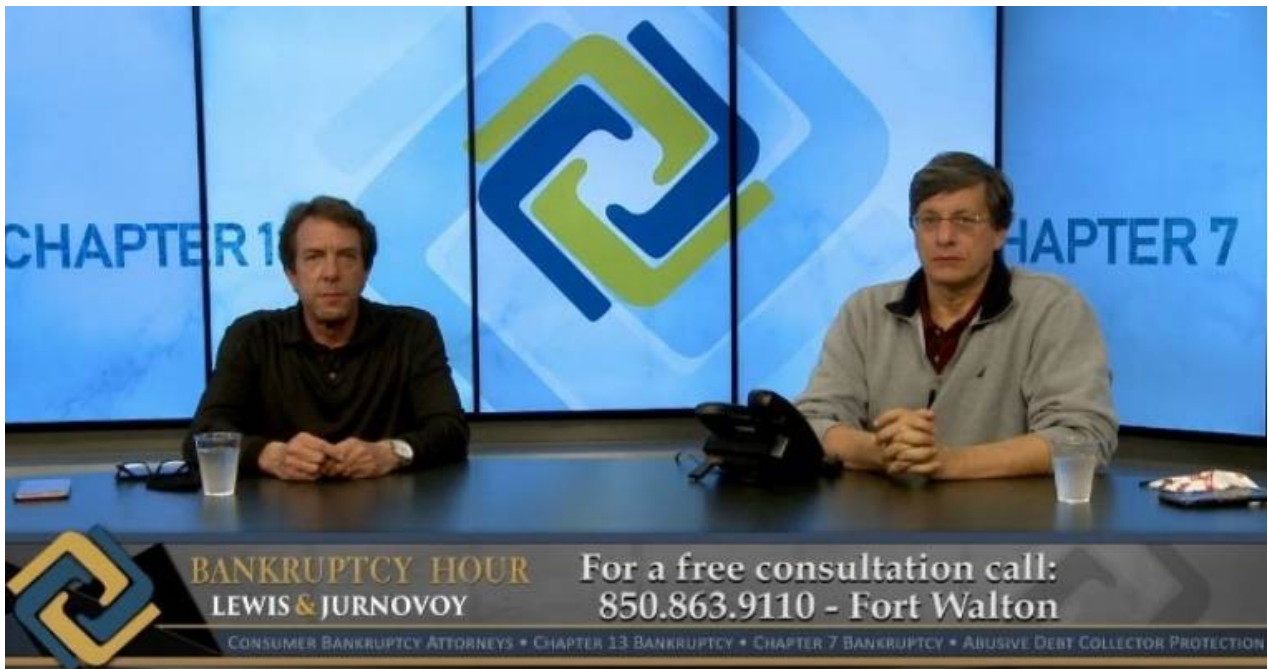 CHAPTER 1
HAPTER 7
BANKRUPTCY HOUR
LEWIS & JURNOVOY
For a free consultation call:
850.863.9110 - Fort Walton
CONSUMER BANKRUPTCY ATTORNEYS • CHAPTER 13 BANKRUPTCY • CHAPTER 7 BANKRUPTCY • ABUSIVE DEBT COLLECTOR PROTECTION